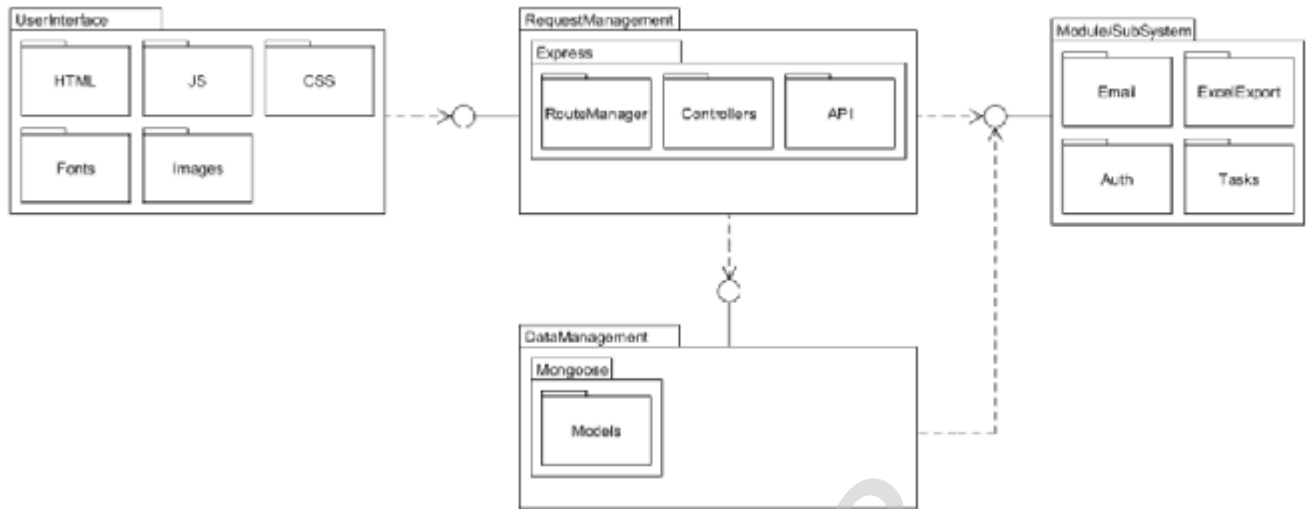 UserInterface
HTML
JS
CSS
Fonts
Images
RequestManagement
Express
RouteManager
Controllers
API
Module/SubSystem
Email
ExcelExport
Auth
Tasks
DataManagement
Mongoose
Models